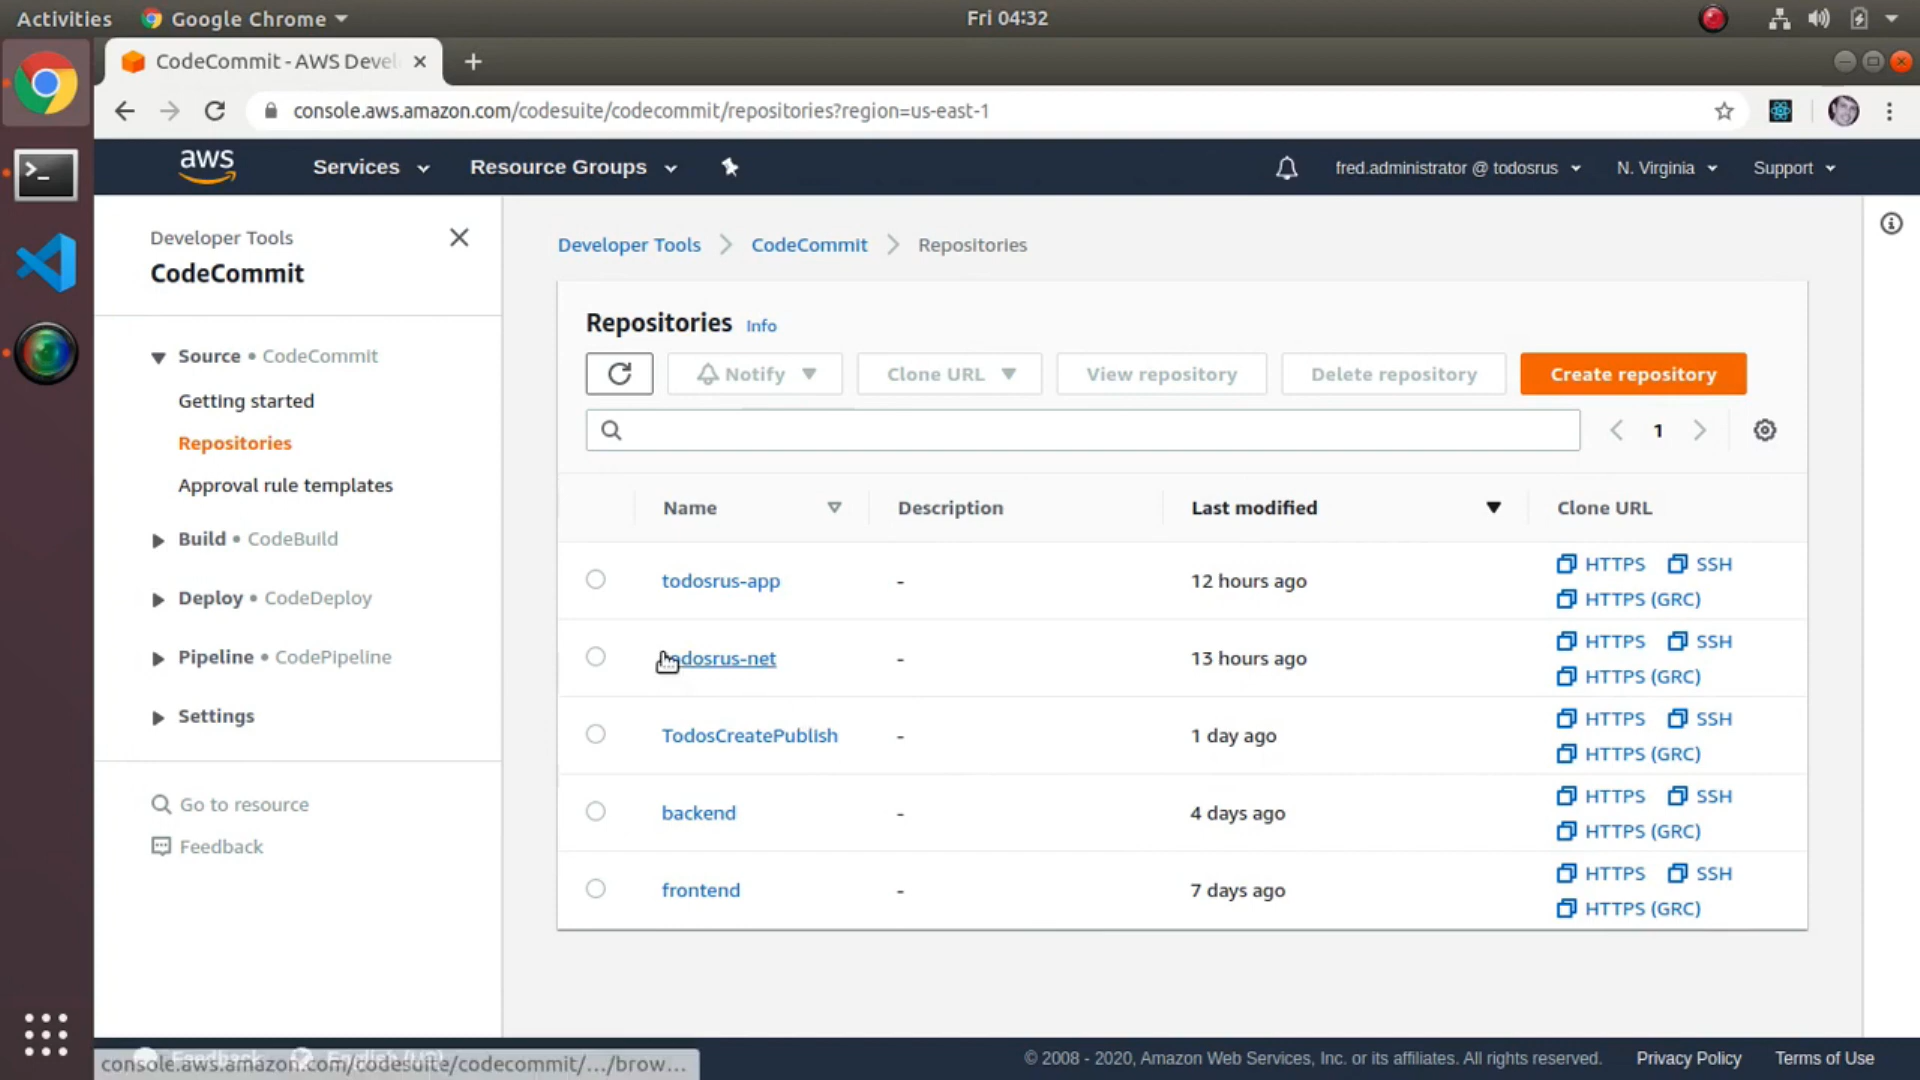 Activities
Google Chrome
Fri 04:32
CodeCommit - AWS Devel
console.aws.amazon.com/codesuite/codecommit/repositories?region=us-east-1
aws
Services
Resource Groups
fred.administrator @ todosrus
N. Virginia
Support
Developer Tools
CodeCommit
Source • CodeCommit
Getting started
Repositories
Approval rule templates
Build • CodeBuild
Deploy • CodeDeploy
Pipeline • CodePipeline
Settings
Go to resource
Feedback
Developer Tools
CodeCommit
Repositories
Repositories Info
Notify
Clone URL
View repository
Delete repository
Create repository
1
Name
Description
Last modified
Clone URL
todosrus-app - 12 hours ago HTTPS SSH
HTTPS (GRC)
todosrus-net - 13 hours ago HTTPS SSH
HTTPS (GRC)
TodosCreatePublish - 1 day ago HTTPS SSH
HTTPS (GRC)
backend - 4 days ago HTTPS SSH
HTTPS (GRC)
frontend - 7 days ago HTTPS SSH
HTTPS (GRC)
console.aws.amazon.com/codesuite/codecommit/.../brow...
© 2008 - 2020, Amazon Web Services, Inc. or its affiliates. All rights reserved.
Privacy Policy
Terms of Use